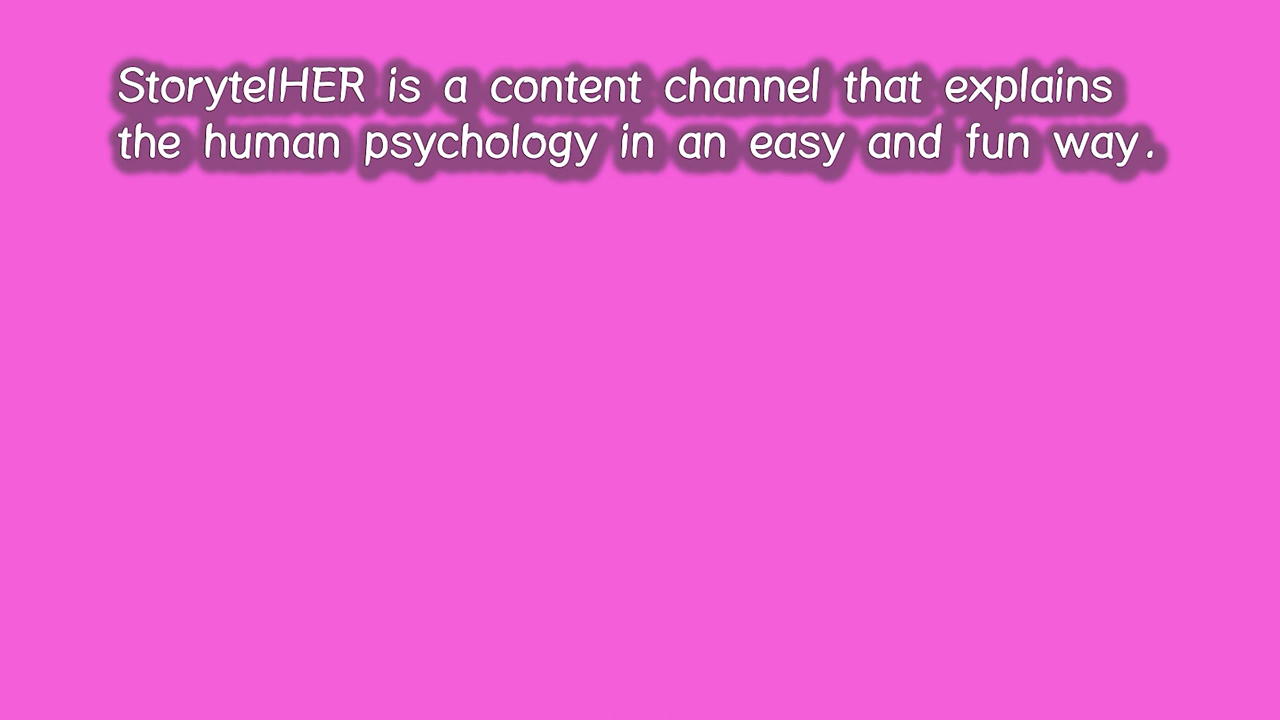 StorytelHER is a content channel that explains
the human psychology in an easy and fun way.